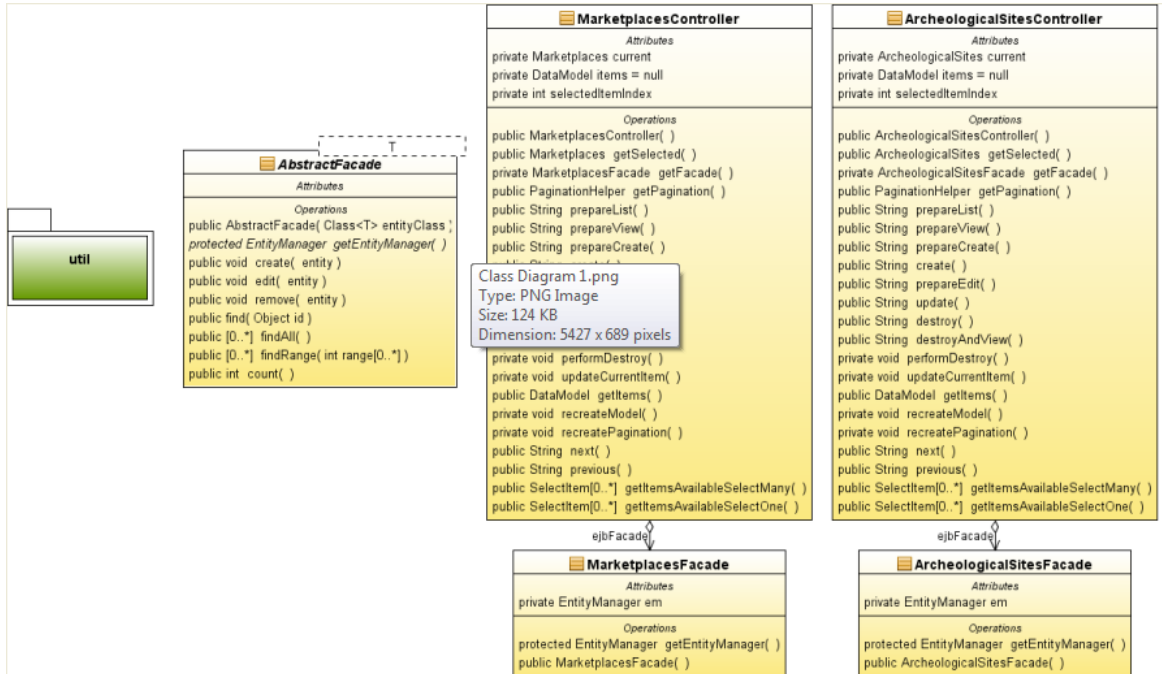 util
T
AbstractFacade
Attributes
Operations
public AbstractFacade( Class<T> entityClass )
protected EntityManager getEntityManager( )
public void create( entity )
public void edit( entity )
public void remove( entity )
public find( Object id )
public [0..*] findAll( )
public [0..*] findRange( int range[0..*] )
public int count( )
MarketplacesController
Attributes
private Marketplaces current
private DataModel items = null
private int selectedItemIndex
Operations
public MarketplacesController( )
public Marketplaces getSelected( )
private MarketplacesFacade getFacade( )
public PaginationHelper getPagination( )
public String prepareList( )
public String prepareView( )
public String prepareCreate( )
Class Diagram 1.png
Type: PNG Image
Size: 124 KB
Dimension: 5427 x 689 pixels
private void performDestroy( )
private void updateCurrentItem( )
public DataModel getItems( )
private void recreateModel( )
private void recreatePagination( )
public String next( )
public String previous( )
public SelectItem[0..*] getItemsAvailableSelectMany( )
public SelectItem[0..*] getItemsAvailableSelectOne( )
ejbFacade
MarketplacesFacade
Attributes
private EntityManager em
Operations
protected EntityManager getEntityManager( )
public MarketplacesFacade( )
ArcheologicalSitesController
Attributes
private ArcheologicalSites current
private DataModel items = null
private int selectedItemIndex
Operations
public ArcheologicalSitesController( )
public ArcheologicalSites getSelected( )
private ArcheologicalSitesFacade getFacade( )
public PaginationHelper getPagination( )
public String prepareList( )
public String prepareView( )
public String prepareCreate( )
public String create( )
public String prepareEdit( )
public String update( )
public String destroy( )
public String destroyAndView( )
private void performDestroy( )
private void updateCurrentItem( )
public DataModel getItems( )
private void recreateModel( )
private void recreatePagination( )
public String next( )
public String previous( )
public SelectItem[0..*] getItemsAvailableSelectMany( )
public SelectItem[0..*] getItemsAvailableSelectOne( )
ejbFacade
ArcheologicalSitesFacade
Attributes
private EntityManager em
Operations
protected EntityManager getEntityManager( )
public ArcheologicalSitesFacade( )